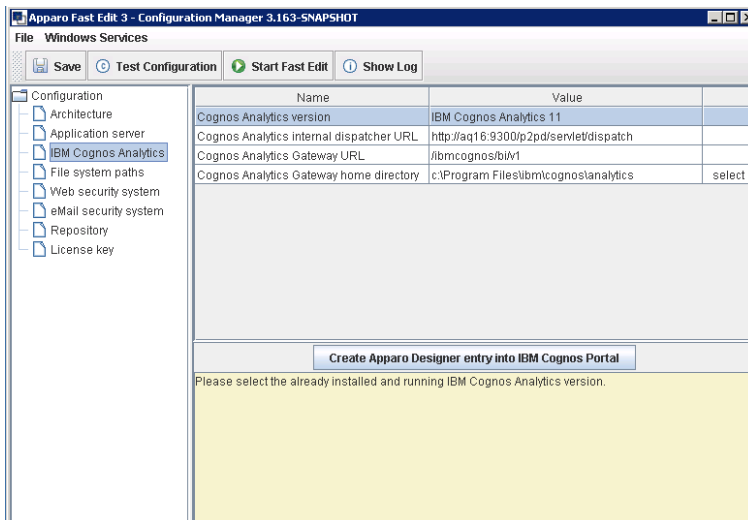 Apparo Fast Edit 3 - Configuration Manager 3.163-SNAPSHOT
File Windows Services
Save Test Configuration Start Fast Edit Show Log
Configuration
Architecture
Application server
IBM Cognos Analytics
File system paths
Web security system
eMail security system
Repository
License key
Name Value
Cognos Analytics version IBM Cognos Analytics 11
Cognos Analytics internal dispatcher URL http://aq16:9300/p2pd/servlet/dispatch
Cognos Analytics Gateway URL /ibmcognos/bi/v1
Cognos Analytics Gateway home directory c:\Program Files\ibm\cognos\analytics select
Create Apparo Designer entry into IBM Cognos Portal
Please select the already installed and running IBM Cognos Analytics version.